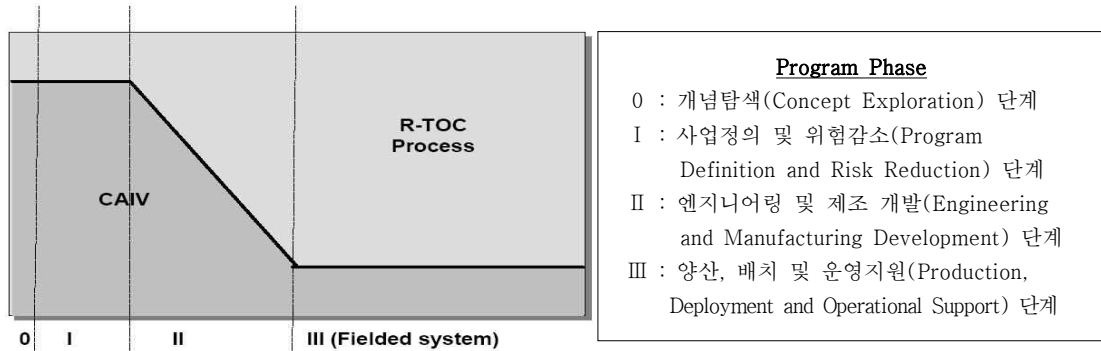 R-TOC
Process
CAIV
0 I II III (Fielded system)
Program Phase
0 : 개념탐색(Concept Exploration) 단계
Ⅰ : 사업정의 및 위험감소(Program
Definition and Risk Reduction) 단계
Ⅱ : 엔지니어링 및 제조 개발(Engineering
and Manufacturing Development) 단계
Ⅲ : 양산, 배치 및 운영지원(Production,
Deployment and Operational Support) 단계